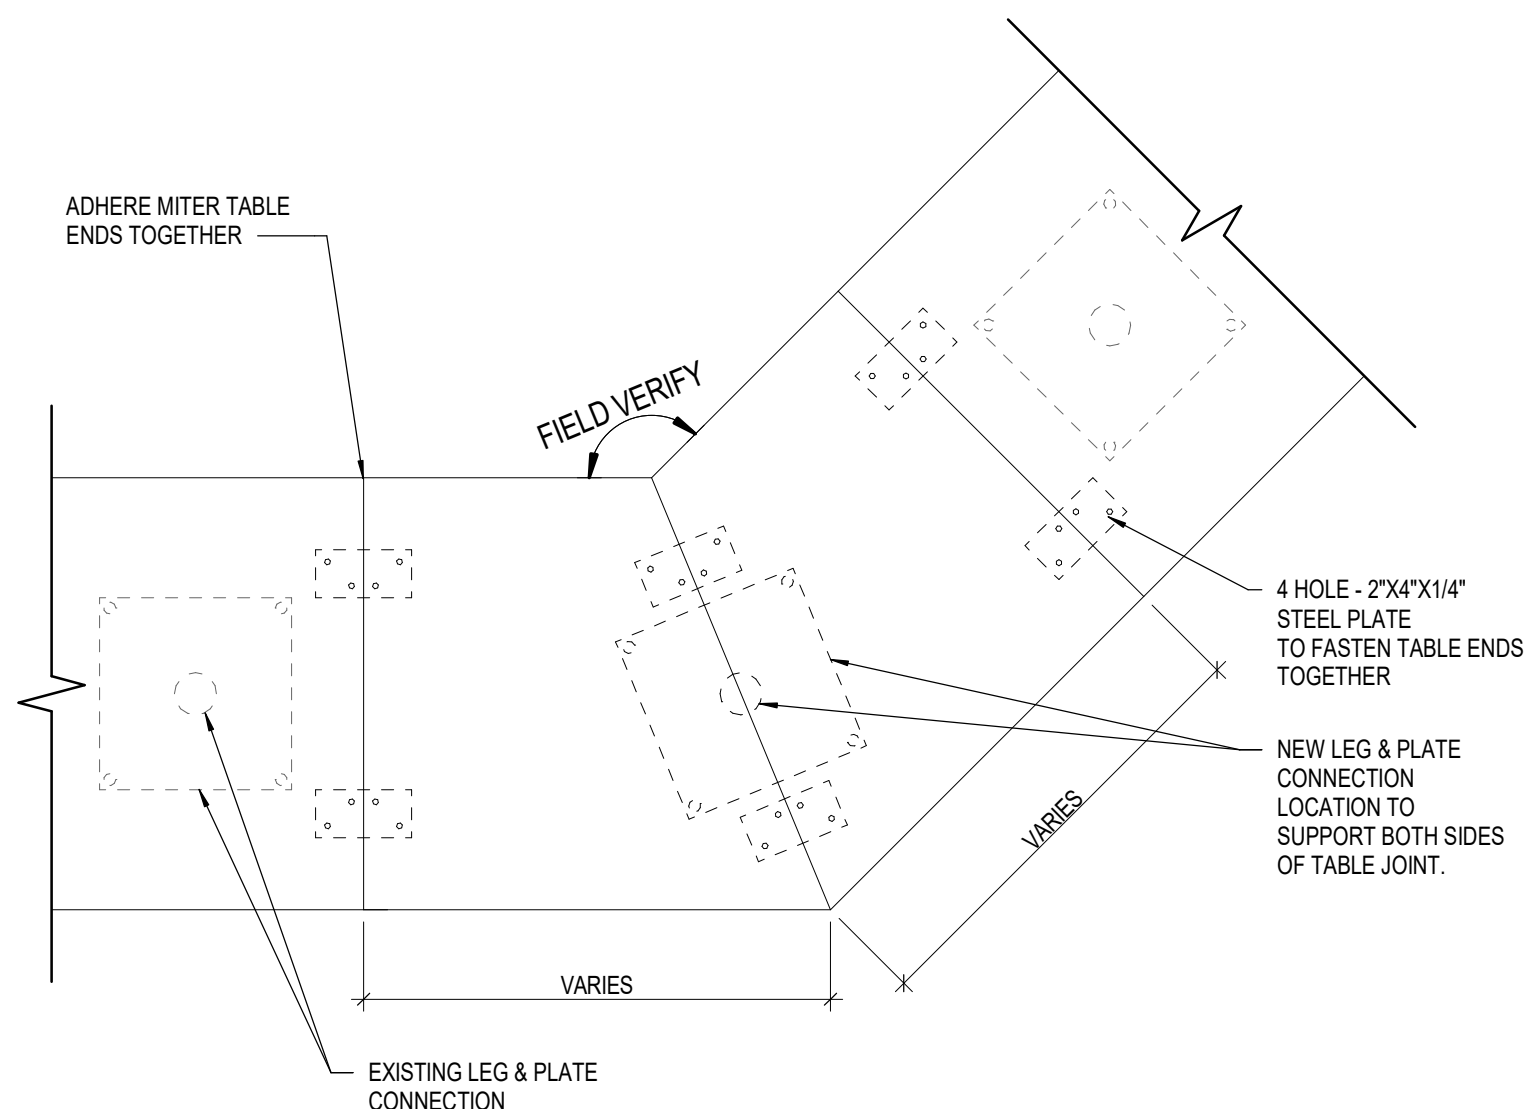 ADHERE MITER TABLE
ENDS TOGETHER
FIELD VERIFY
4 HOLE - 2"X4"X1/4"
STEEL PLATE
TO FASTEN TABLE ENDS
TOGETHER
NEW LEG & PLATE
CONNECTION
LOCATION TO
SUPPORT BOTH SIDES
OF TABLE JOINT.
VARIES
VARIES
EXISTING LEG & PLATE
CONNECTION